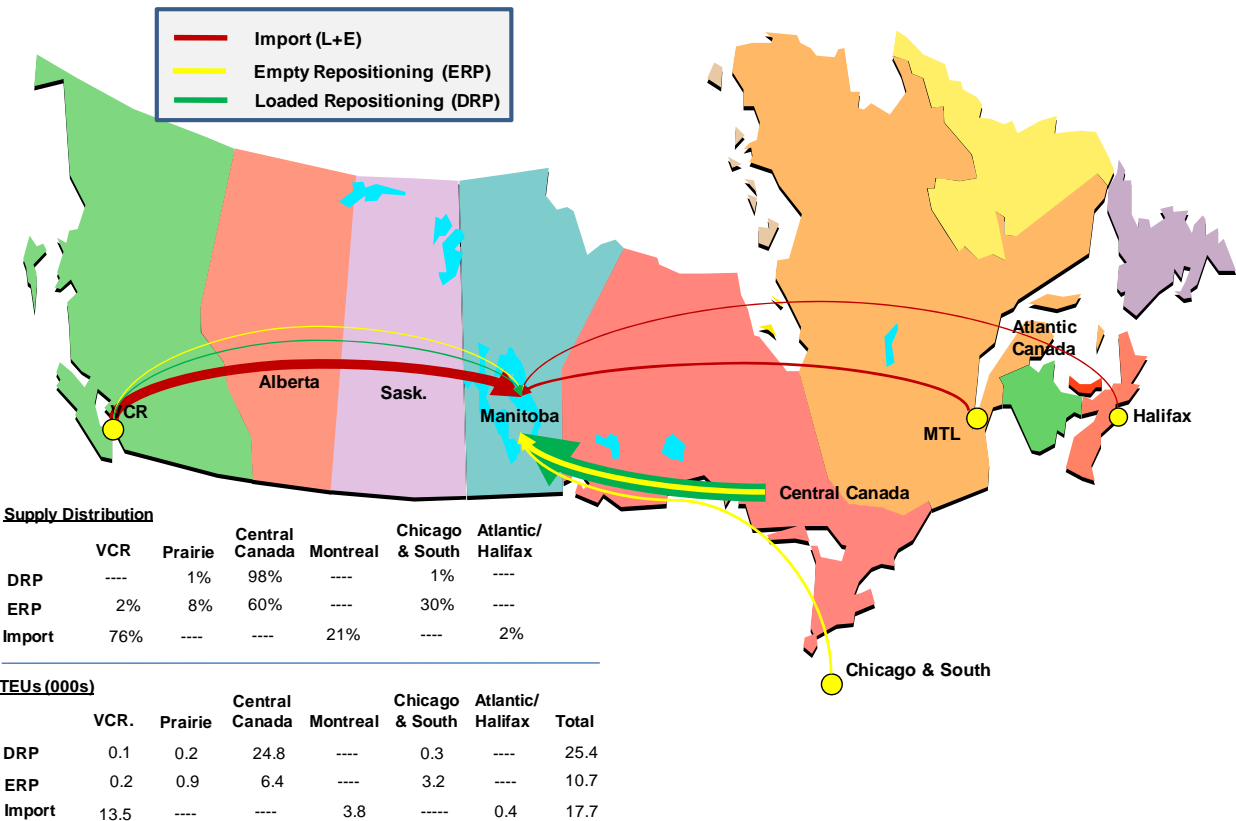 Import (L+E)
Empty Repositioning (ERP)
Loaded Repositioning (DRP)
Atlantic
Canada
Alberta
Sask.
VCR
Manitoba
MTL
Halifax
Central Canada
Chicago & South
Supply Distribution
VCR Prairie Central Canada Montreal Chicago & South Atlantic/ Halifax
DRP ---- 1% 98% ---- 1% ----
ERP 2% 8% 60% ---- 30% ----
Import 76% ---- ---- 21% ---- 2%
TEUs (000s)
VCR. Prairie Central Canada Montreal Chicago & South Atlantic/ Halifax Total
DRP 0.1 0.2 24.8 ---- 0.3 ---- 25.4
ERP 0.2 0.9 6.4 ---- 3.2 ---- 10.7
Import 13.5 ---- ---- 3.8 ----- 0.4 17.7